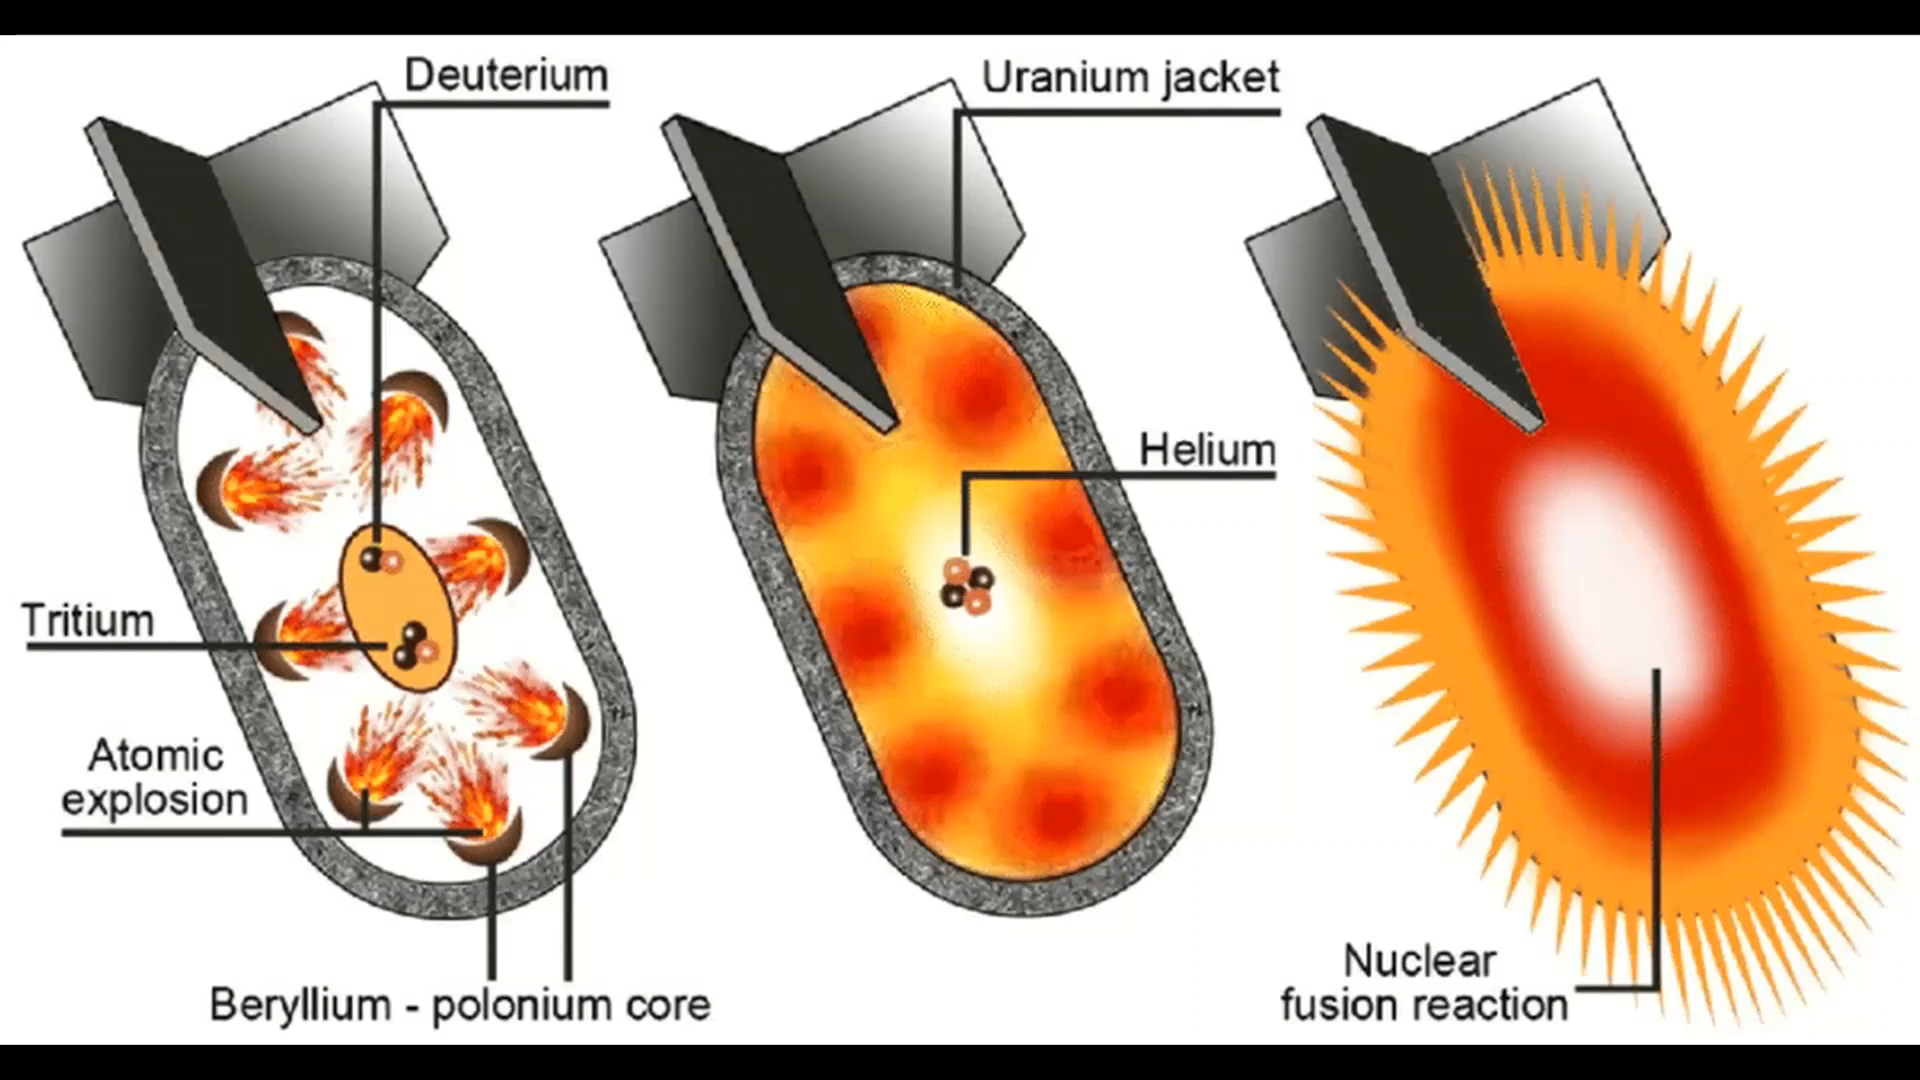 Deuterium
Uranium jacket
Helium
Tritium
Atomic
explosion
Nuclear
fusion reaction
Beryllium - polonium core